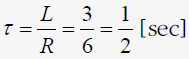 τ = L/R = 3/6 = 1/2 [sec]